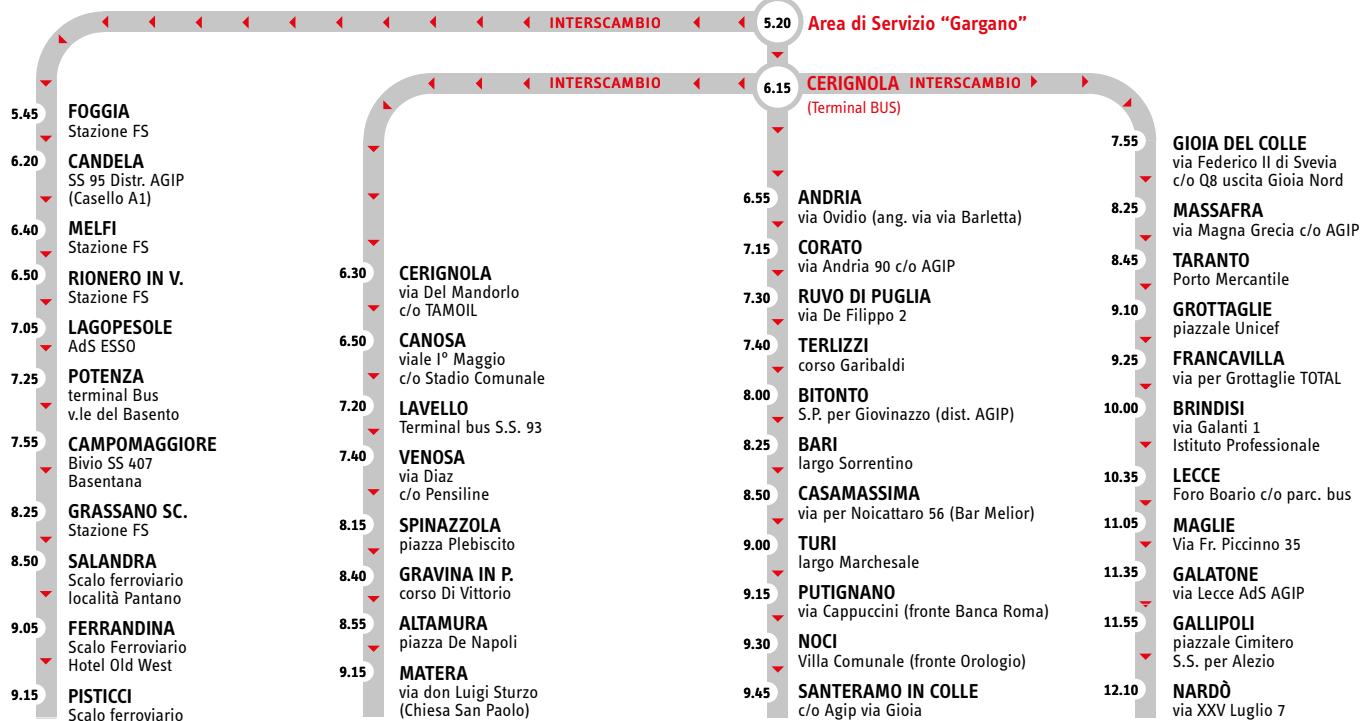 INTERSCAMBIO
5.20
Area di Servizio “Gargano”
INTERSCAMBIO
6.15
CERIGNOLA INTERSCAMBIO
(Terminal BUS)
5.45
FOGGIA
Stazione FS
6.20
CANDELA
SS 95 Distr. AGIP
(Casello A1)
6.40
MELFI
Stazione FS
6.50
RIONERO IN V.
Stazione FS
7.05
LAGOPESOLE
AdS ESSO
7.25
POTENZA
terminal Bus
v.le del Basento
7.55
CAMPOMAGGIORE
Bivio SS 407
Basentana
8.25
GRASSANO SC.
Stazione FS
8.50
SALANDRA
Scalo ferroviario
località Pantano
9.05
FERRANDINA
Scalo Ferroviario
Hotel Old West
9.15
PISTICCI
Scalo ferroviario
6.30
CERIGNOLA
via Del Mandorlo
c/o TAMOIL
6.50
CANOSA
viale I° Maggio
c/o Stadio Comunale
7.20
LAVELLO
Terminal bus S.S. 93
7.40
VENOSA
via Diaz
c/o Pensiline
8.15
SPINAZZOLA
piazza Plebiscito
8.40
GRAVINA IN P.
corso Di Vittorio
8.55
ALTAMURA
piazza De Napoli
9.15
MATERA
via don Luigi Sturzo
(Chiesa San Paolo)
6.55
ANDRIA
via Ovidio (ang. via via Barletta)
7.15
CORATO
via Andria 90 c/o AGIP
7.30
RUVO DI PUGLIA
via De Filippo 2
7.40
TERLIZZI
corso Garibaldi
8.00
BITONTO
S.P. per Giovinazzo (dist. AGIP)
8.25
BARI
largo Sorrentino
8.50
CASAMASSIMA
via per Noicattaro 56 (Bar Melior)
9.00
TURI
largo Marchesale
9.15
PUTIGNANO
via Cappuccini (fronte Banca Roma)
9.30
NOCI
Villa Comunale (fronte Orologio)
9.45
SANTERAMO IN COLLE
c/o Agip via Gioia
7.55
GIOIA DEL COLLE
via Federico II di Svevia
c/o Q8 uscita Gioia Nord
8.25
MASSAFRA
via Magna Grecia c/o AGIP
8.45
TARANTO
Porto Mercantile
9.10
GROTTAGLIE
piazzale Unicef
9.25
FRANCAVILLA
via per Grottaglie TOTAL
10.00
BRINDISI
via Galanti 1
Istituto Professionale
10.35
LECCE
Foro Boario c/o parc. bus
11.05
MAGLIE
Via Fr. Piccinno 35
11.35
GALATONE
via Lecce AdS AGIP
11.55
GALLIPOLI
piazzale Cimitero
S.S. per Alezio
12.10
NARDÒ
via XXV Luglio 7